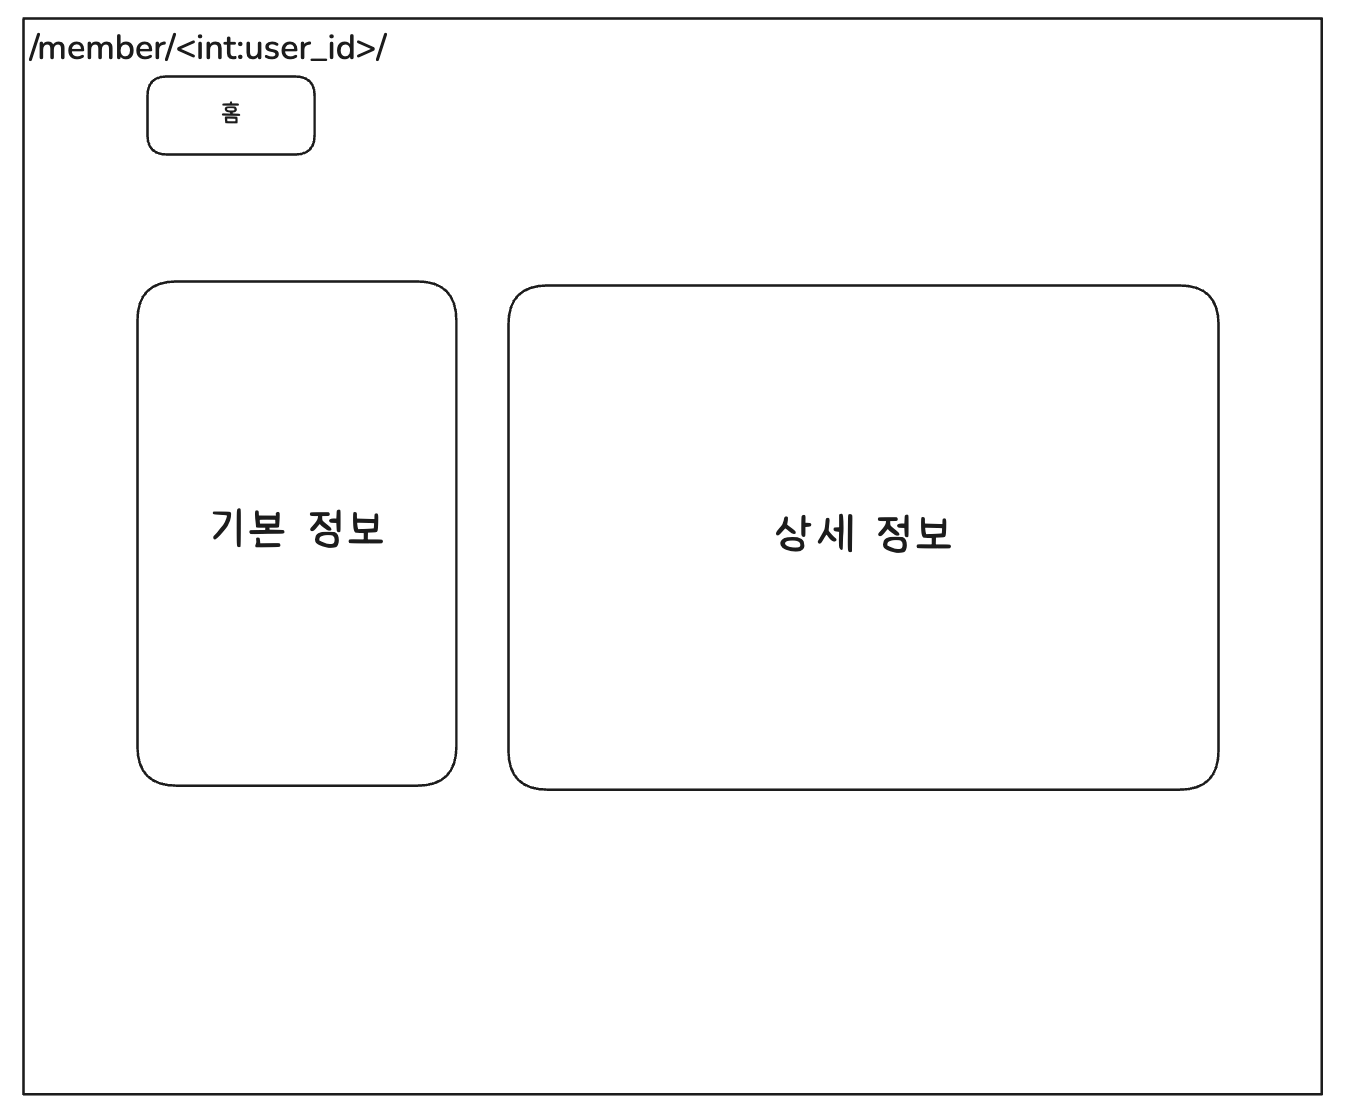 /member/<int:user_id>/
홈
기본 정보
상세 정보